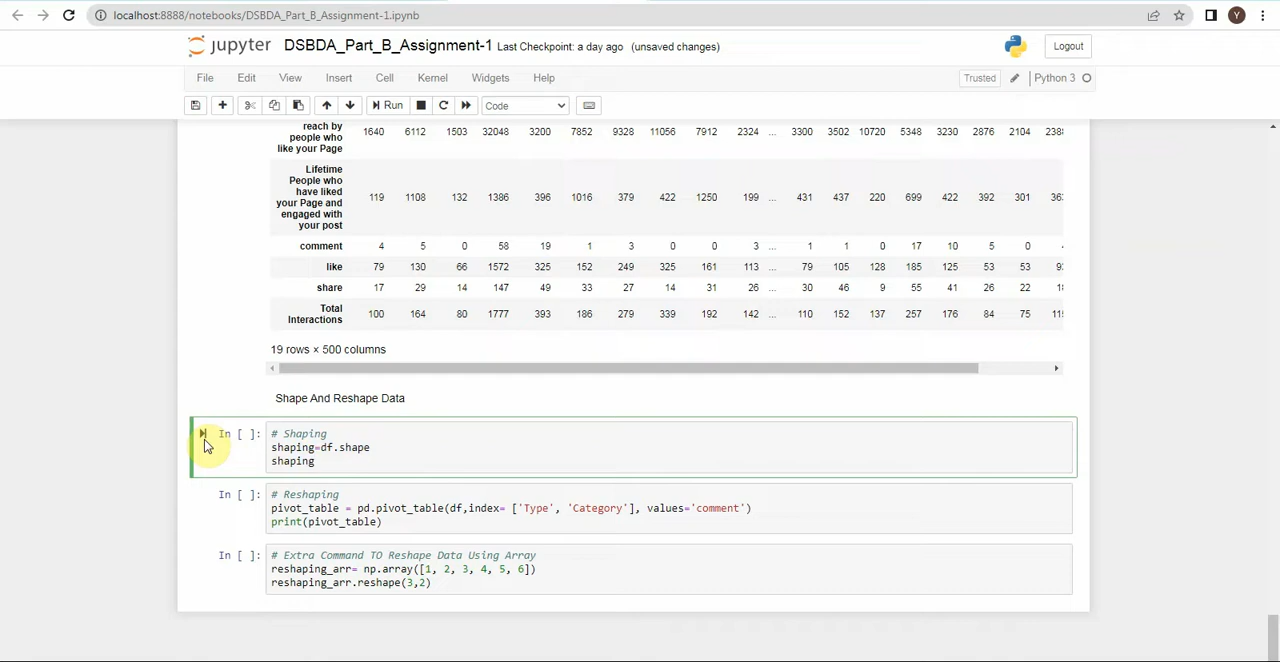 localhost:8888/notebooks/DSBDA_Part_B_Assignment-1.ipynb
Y
jupyter DSBDA_Part_B_Assignment-1 Last Checkpoint: a day ago (unsaved changes)
Logout
File Edit View Insert Cell Kernel Widgets Help
Trusted Python 3
Run Code
reach by
people who
like your Page
1640 6112 1503 32048 3200 7852 9328 11056 7912 2324 ... 3300 3502 10720 5348 3230 2876 2104 238
Lifetime
People who
have liked
your Page and
engaged with
your post
119 1108 132 1386 396 1016 379 422 1250 199 ... 431 437 220 699 422 392 301 36
comment 4 5 0 58 19 1 3 0 0 3 ... 1 1 0 17 10 5 0
like 79 130 66 1572 325 152 249 325 161 113 ... 79 105 128 185 125 53 53 9
share 17 29 14 147 49 33 27 14 31 26 ... 30 46 9 55 41 26 22 1
Total
Interactions
100 164 80 1777 393 186 279 339 192 142 ... 110 152 137 257 176 84 75 11
19 rows × 500 columns
Shape And Reshape Data
In [ ]: # Shaping
shaping=df.shape
shaping
In [ ]: # Reshaping
pivot_table = pd.pivot_table(df,index= ['Type', 'Category'], values='comment')
print(pivot_table)
In [ ]: # Extra Command TO Reshape Data Using Array
reshaping_arr= np.array([1, 2, 3, 4, 5, 6])
reshaping_arr.reshape(3,2)